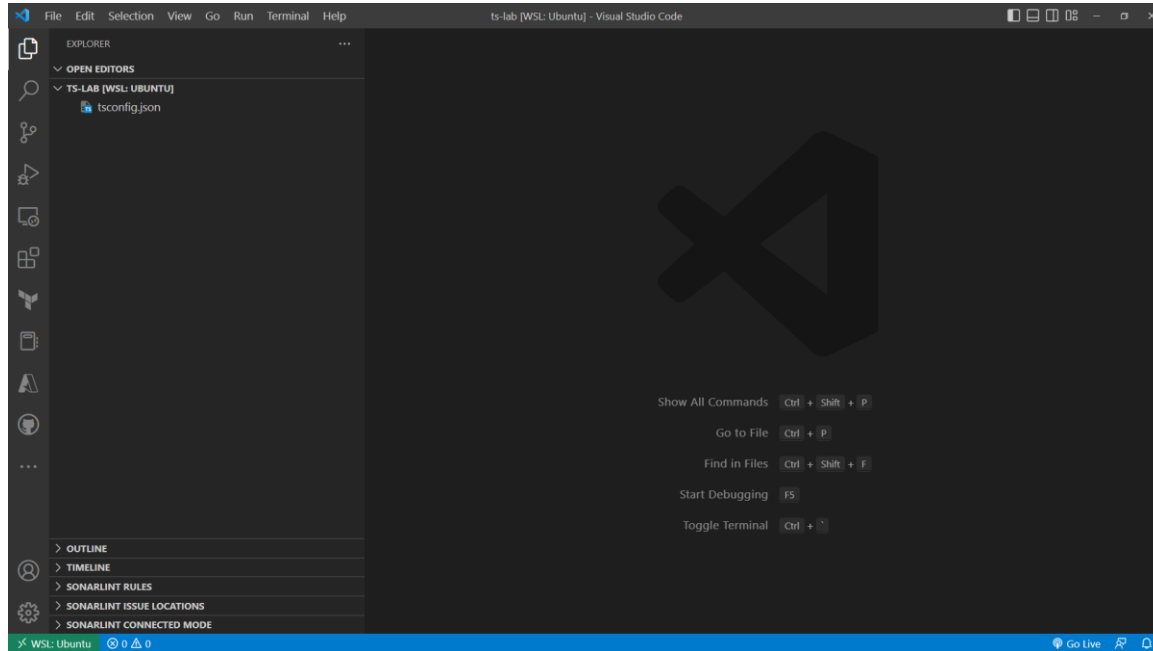 File Edit Selection View Go Run Terminal Help ts-lab [WSL: Ubuntu] - Visual Studio Code
EXPLORER
OPEN EDITORS
TS-LAB [WSL: UBUNTU]
TS tsconfig.json
Show All Commands Ctrl + Shift + P
Go to File Ctrl + P
Find in Files Ctrl + Shift + F
Start Debugging F5
Toggle Terminal Ctrl + `
OUTLINE
TIMELINE
SONARLINT RULES
SONARLINT ISSUE LOCATIONS
SONARLINT CONNECTED MODE
WSL: Ubuntu 0 0 Go Live